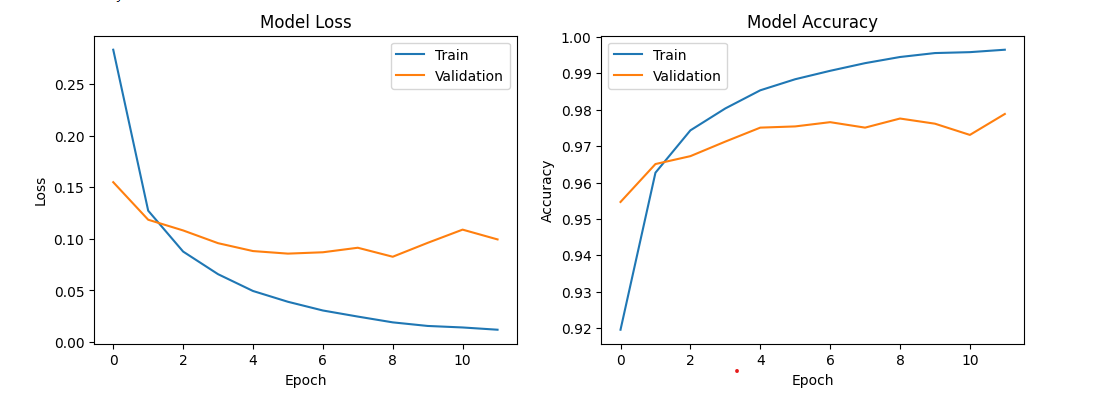 Model Loss
Train
Validation
0.25
0.20
0.15
0.10
0.05
0.00
Loss
0 2 4 6 8 10
Epoch
Model Accuracy
Train
Validation
1.00
0.99
0.98
0.97
0.96
0.95
0.94
0.93
0.92
Accuracy
0 2 4 6 8 10
Epoch